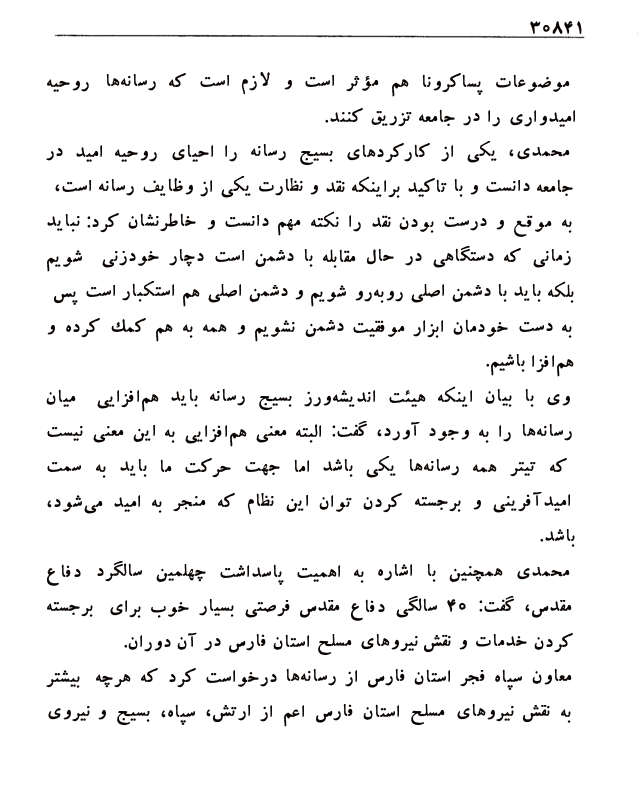 ۳۰۸۴۱
موضوعات پساکرونا هم مؤثر است و لازم است که رسانه‌ها روحیه
امیدواری را در جامعه تزریق کنند.
محمدی، یکی از کارکردهای بسیج رسانه را احیای روحیه امید در
جامعه دانست و با تاکید براینکه نقد و نظارت یکی از وظایف رسانه است،
به موقع و درست بودن نقد را نکته مهم دانست و خاطرنشان کرد: نباید
زمانی که دستگاهی در حال مقابله با دشمن است دچار خودزنی شویم
بلکه باید با دشمن اصلی روبه‌رو شویم و دشمن اصلی هم استکبار است پس
به دست خودمان ابزار موفقیت دشمن نشویم و همه به هم کمک کرده و
هم‌افزا باشیم.
وی با بیان اینکه هیئت اندیشه‌ورز بسیج رسانه باید هم‌افزایی میان
رسانه‌ها را به وجود آورد، گفت: البته معنی هم‌افزایی به این معنی نیست
که تیتر همه رسانه‌ها یکی باشد اما جهت حرکت ما باید به سمت
امیدآفرینی و برجسته کردن توان این نظام که منجر به امید می‌شود،
باشد.
محمدی همچنین با اشاره به اهمیت پاسداشت چهلمین سالگرد دفاع
مقدس، گفت: ۴۰ سالگی دفاع مقدس فرصتی بسیار خوب برای برجسته
کردن خدمات و نقش نیروهای مسلح استان فارس در آن دوران.
معاون سپاه فجر استان فارس از رسانه‌ها درخواست کرد که هرچه بیشتر
به نقش نیروهای مسلح استان فارس اعم از ارتش، سپاه، بسیج و نیروی